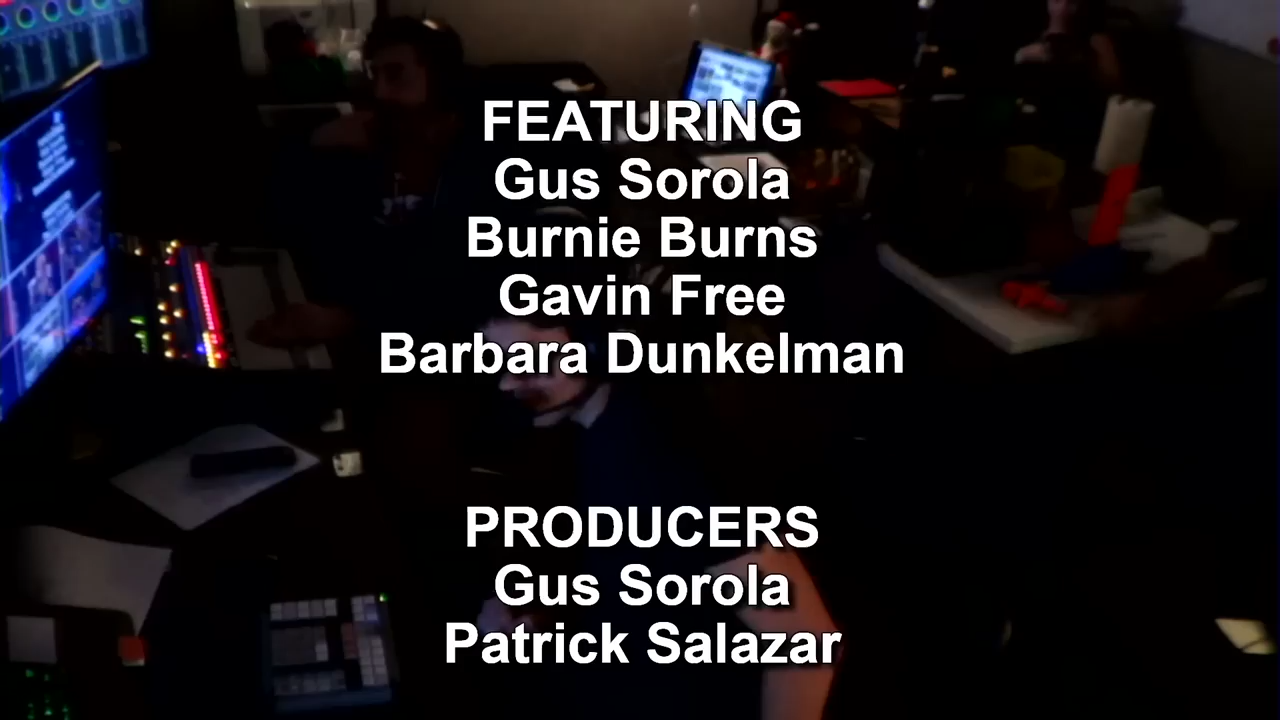 FEATURING
Gus Sorola
Burnie Burns
Gavin Free
Barbara Dunkelman
PRODUCERS
Gus Sorola
Patrick Salazar